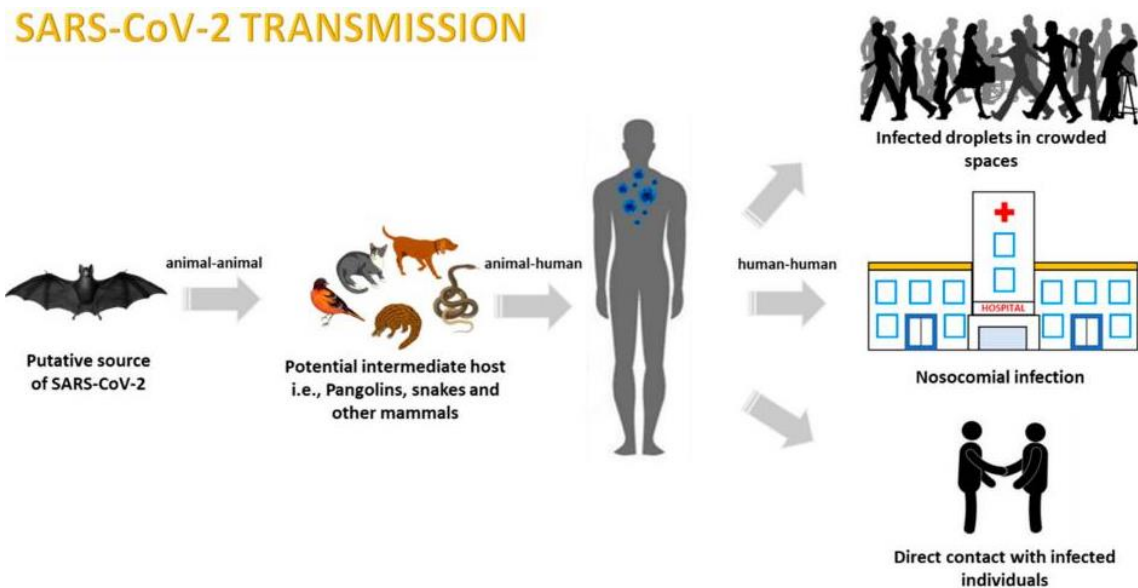 SARS-CoV-2 TRANSMISSION
Infected droplets in crowded
spaces
animal-animal
animal-human
human-human
HOSPITAL
Putative source
of SARS-CoV-2
Potential intermediate host
i.e., Pangolins, snakes and
other mammals
Nosocomial infection
Direct contact with infected
individuals